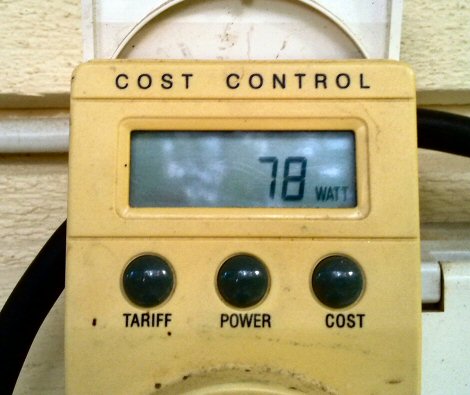 COST CONTROL
78 WATT
TARIFF POWER COST